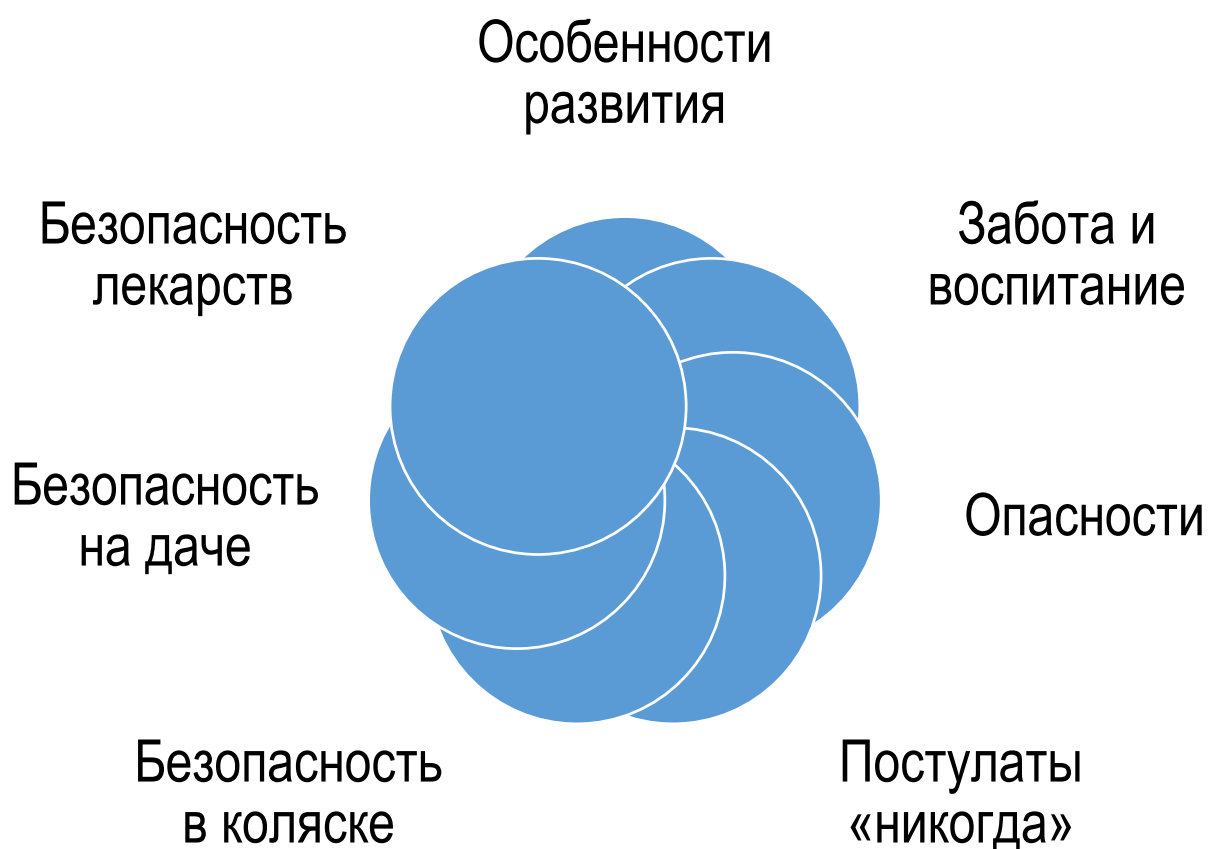 Особенности
развития
Забота и
воспитание
Опасности
Постулаты
«никогда»
Безопасность
в коляске
Безопасность
на даче
Безопасность
лекарств